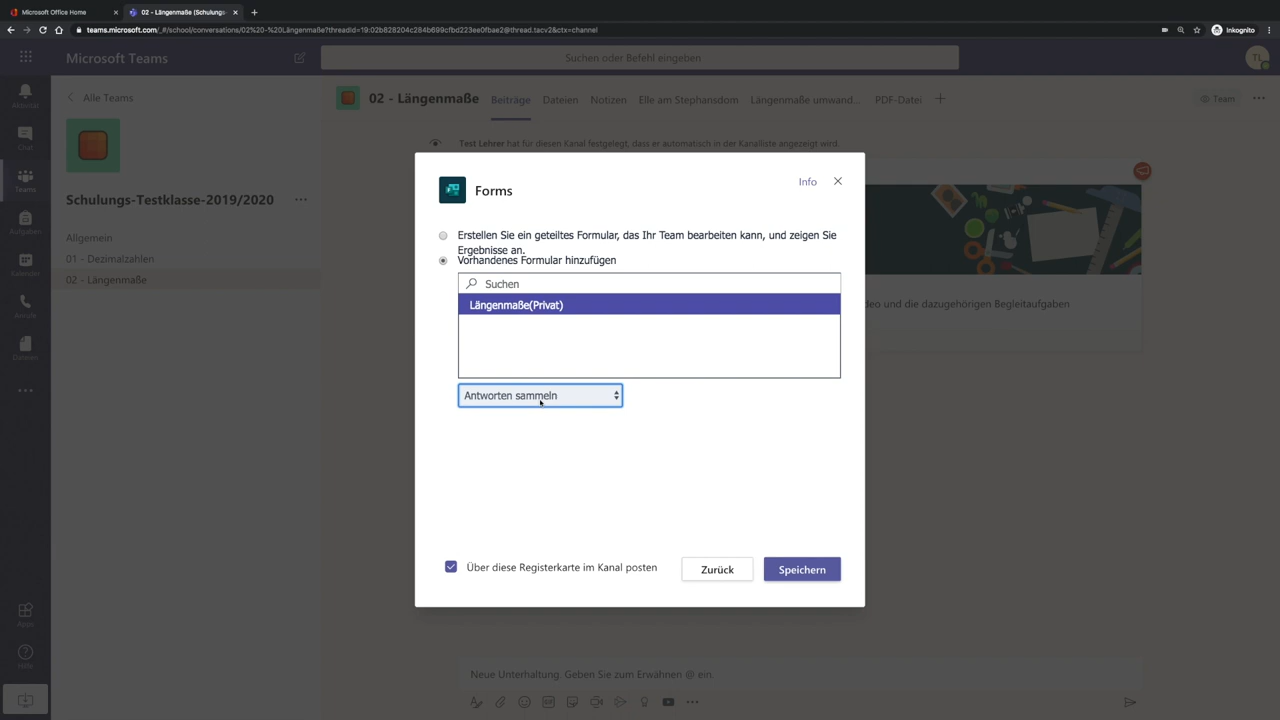 Microsoft Office Home
02 - Längenmaße (Schulungs-
teams.microsoft.com/_#/school/conversations/02%20-%20Längenmaße?threadId=19:02b828204c284b699cfbd223ee0fbae2@thread.tacv2&ctx=channel
Inkognito
Microsoft Teams
Suchen oder Befehl eingeben
TL
Aktivität
Chat
Teams
Aufgaben
Kalender
Anrufe
Dateien
Apps
Hilfe
Alle Teams
Schulungs-Testklasse-2019/2020
Allgemein
01 - Dezimalzahlen
02 - Längenmaße
02 - Längenmaße
Beiträge
Dateien
Notizen
Elle am Stephansdom
Längenmaße umwand...
PDF-Datei
Team
Test Lehrer hat für diesen Kanal festgelegt, dass er automatisch in der Kanalliste angezeigt wird.
deo und die dazugehörigen Begleitaufgaben
Forms
Info
Erstellen Sie ein geteiltes Formular, das Ihr Team bearbeiten kann, und zeigen Sie
Ergebnisse an.
Vorhandenes Formular hinzufügen
Suchen
Längenmaße(Privat)
Antworten sammeln
Über diese Registerkarte im Kanal posten
Zurück
Speichern
Neue Unterhaltung. Geben Sie zum Erwähnen @ ein.